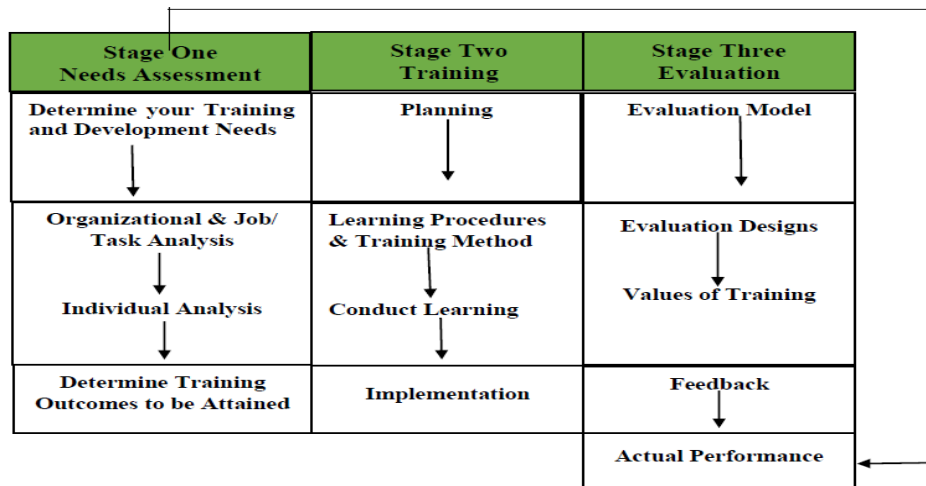 Stage One
Needs Assessment
Stage Two
Training
Stage Three
Evaluation
Determine your Training
and Development Needs
Planning
Evaluation Model
Organizational & Job/
Task Analysis
Individual Analysis
Learning Procedures
& Training Method
Conduct Learning
Evaluation Designs
Values of Training
Determine Training
Outcomes to be Attained
Implementation
Feedback
Actual Performance